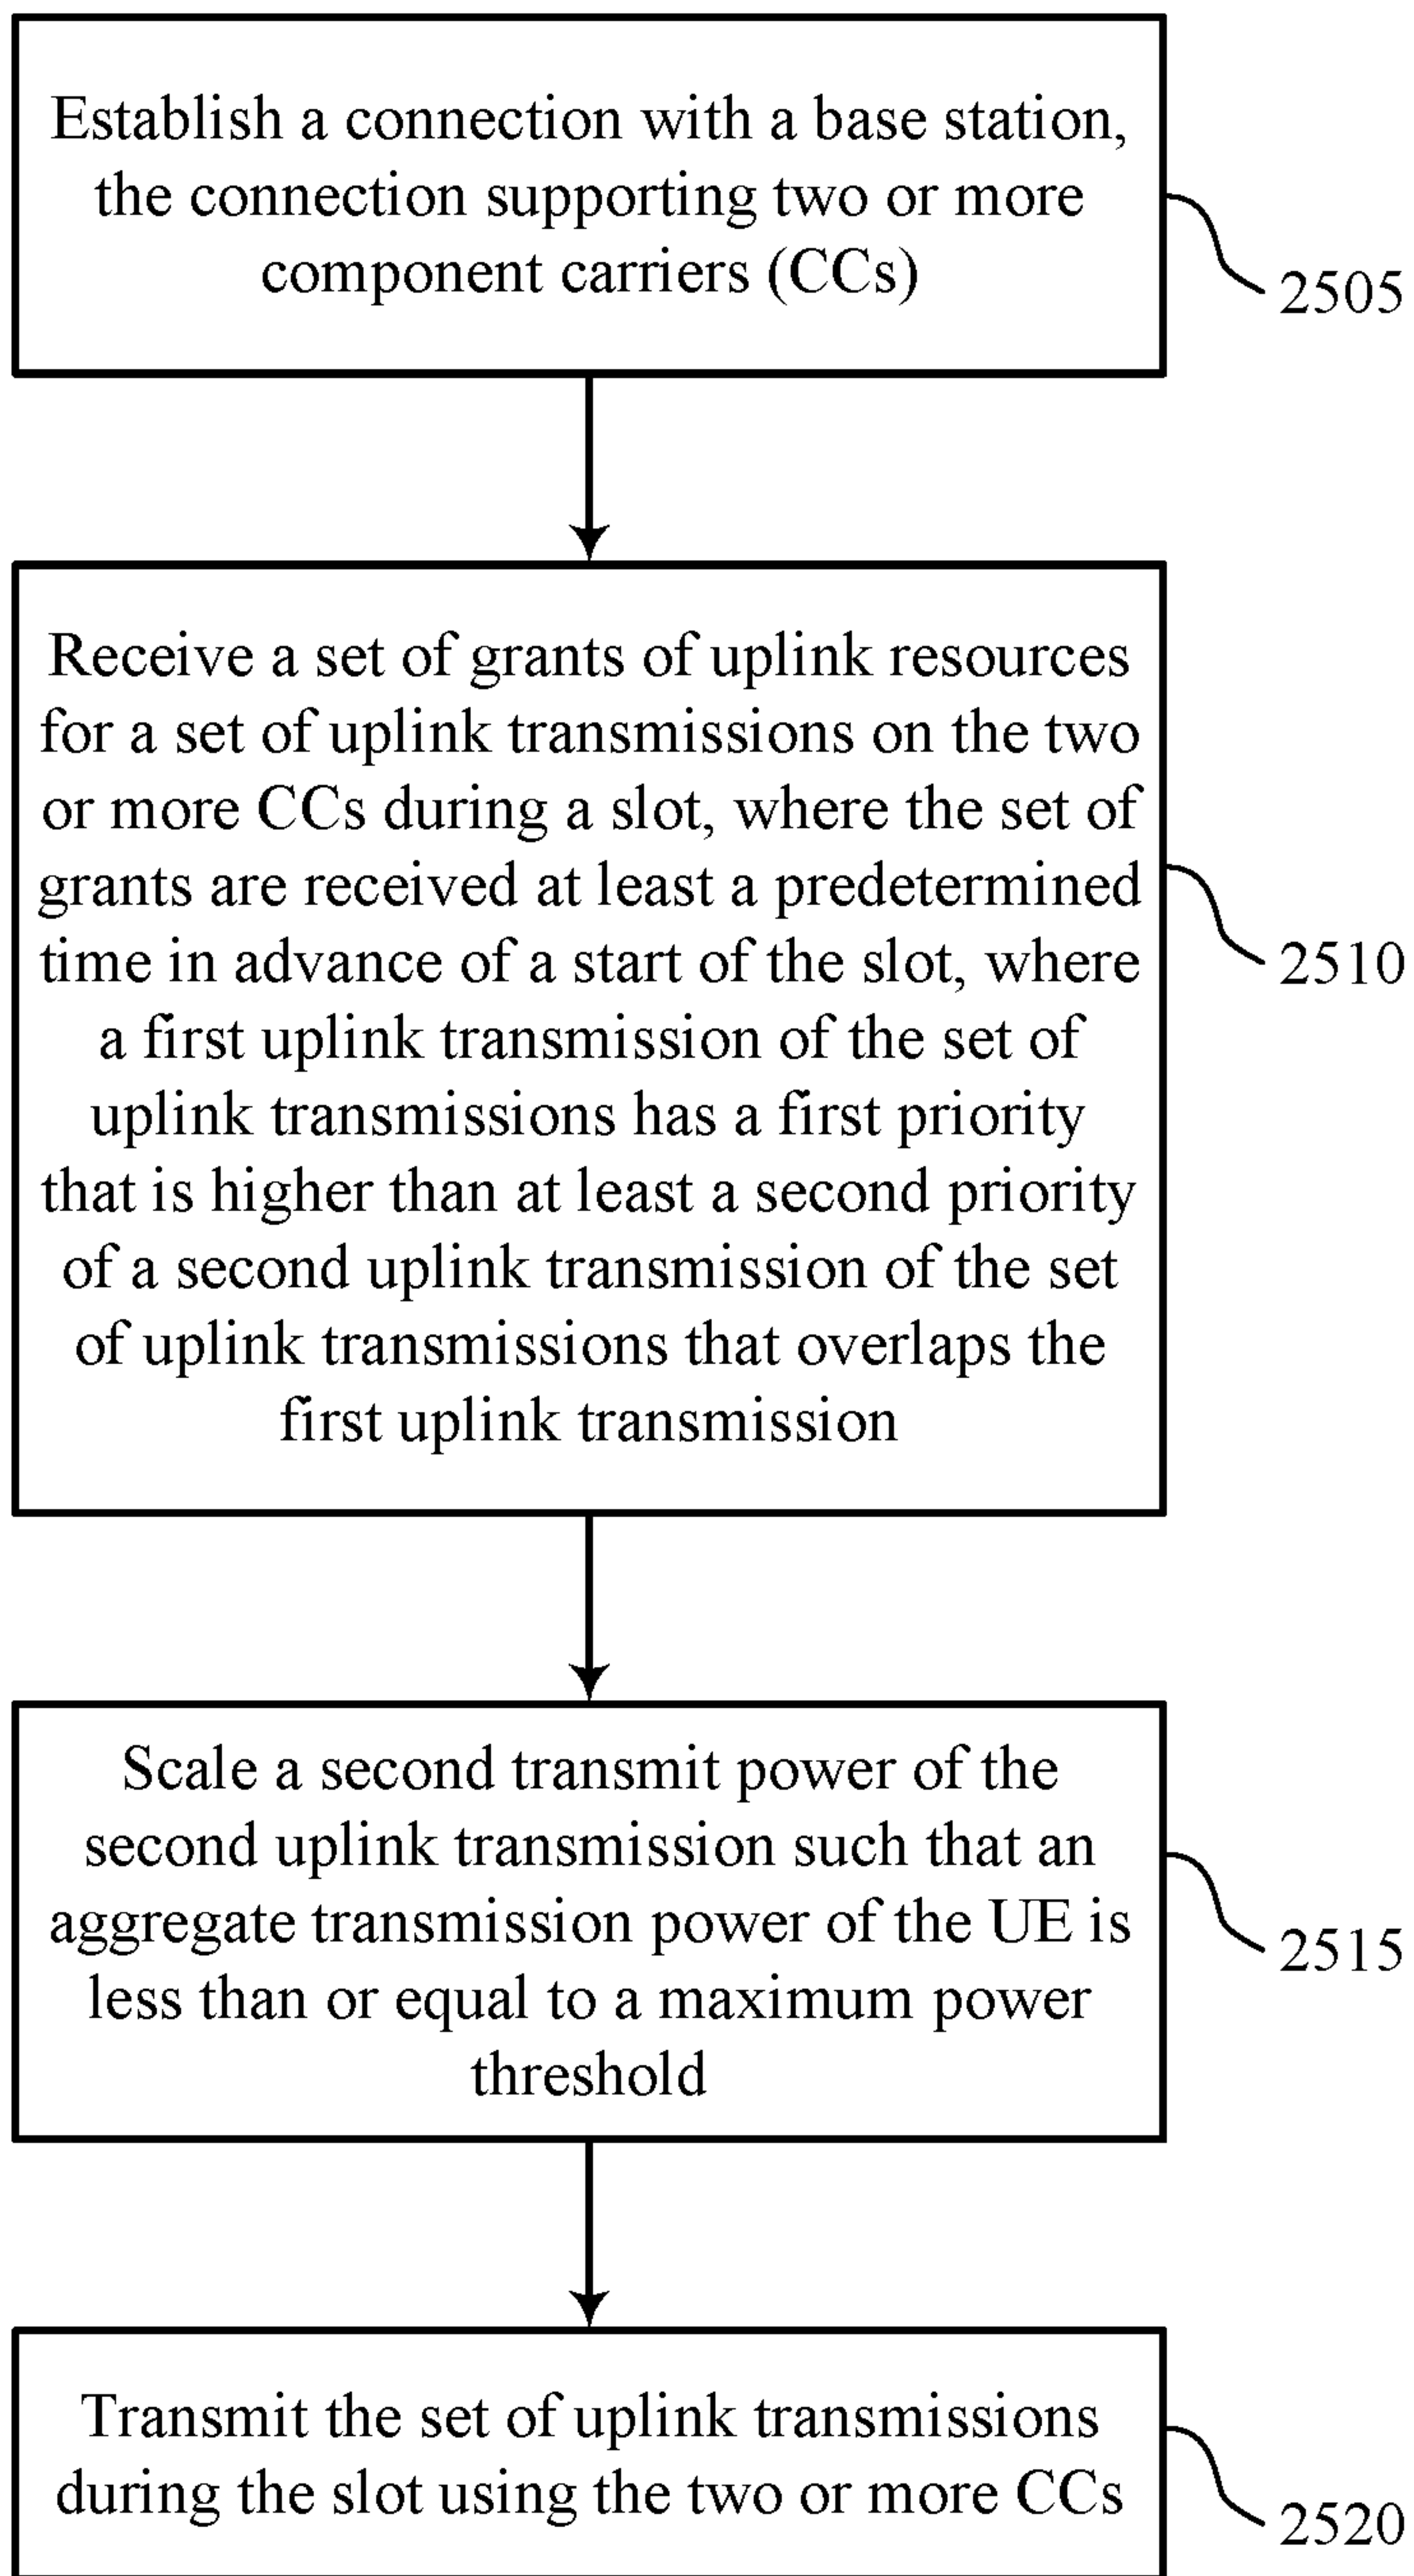 Establish a connection with a base station,
the connection supporting two or more
component carriers (CCs)
2505
Receive a set of grants of uplink resources
for a set of uplink transmissions on the two
or more CCs during a slot, where the set of
grants are received at least a predetermined
time in advance of a start of the slot, where
a first uplink transmission of the set of
uplink transmissions has a first priority
that is higher than at least a second priority
of a second uplink transmission of the set
of uplink transmissions that overlaps the
first uplink transmission
2510
Scale a second transmit power of the
second uplink transmission such that an
aggregate transmission power of the UE is
less than or equal to a maximum power
threshold
2515
Transmit the set of uplink transmissions
during the slot using the two or more CCs
2520